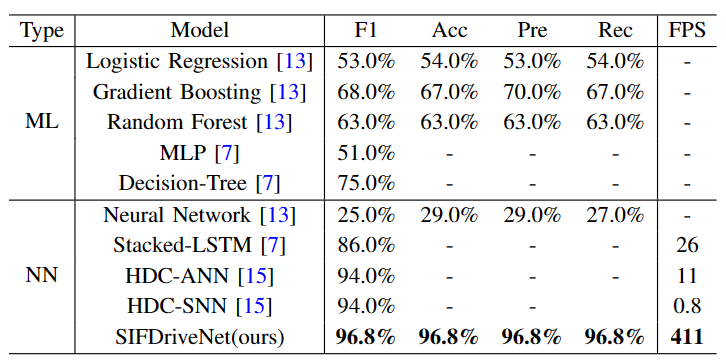 Type Model F1 Acc Pre Rec FPS
Logistic Regression [13] 53.0% 54.0% 53.0% 54.0% -
Gradient Boosting [13] 68.0% 67.0% 70.0% 67.0% -
ML Random Forest [13] 63.0% 63.0% 63.0% 63.0% -
MLP [7] 51.0% - - - -
Decision-Tree [7] 75.0% - - - -
Neural Network [13] 25.0% 29.0% 29.0% 27.0% -
Stacked-LSTM [7] 86.0% - - - 26
NN HDC-ANN [15] 94.0% - - - 11
HDC-SNN [15] 94.0% - - - 0.8
SIFDriveNet(ours) 96.8% 96.8% 96.8% 96.8% 411